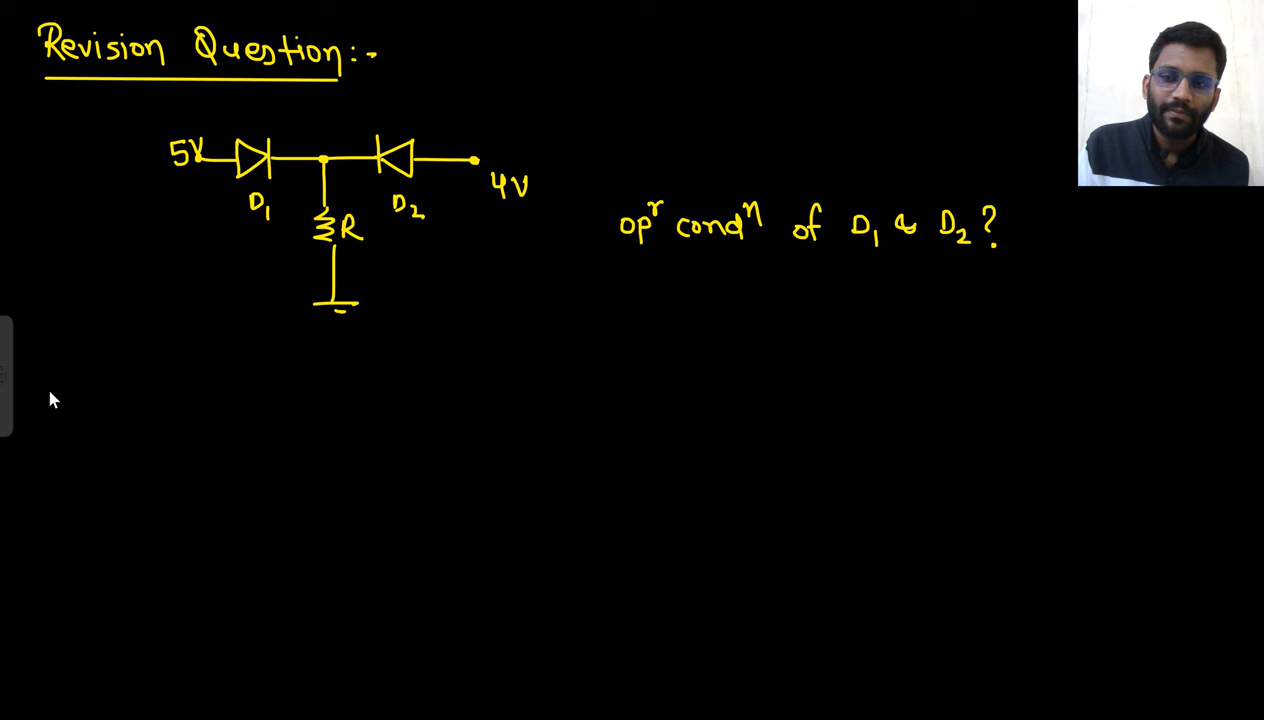 Revision Question:-
5V
D1
D2
4V
R
opʳ condⁿ of D1 & D2?